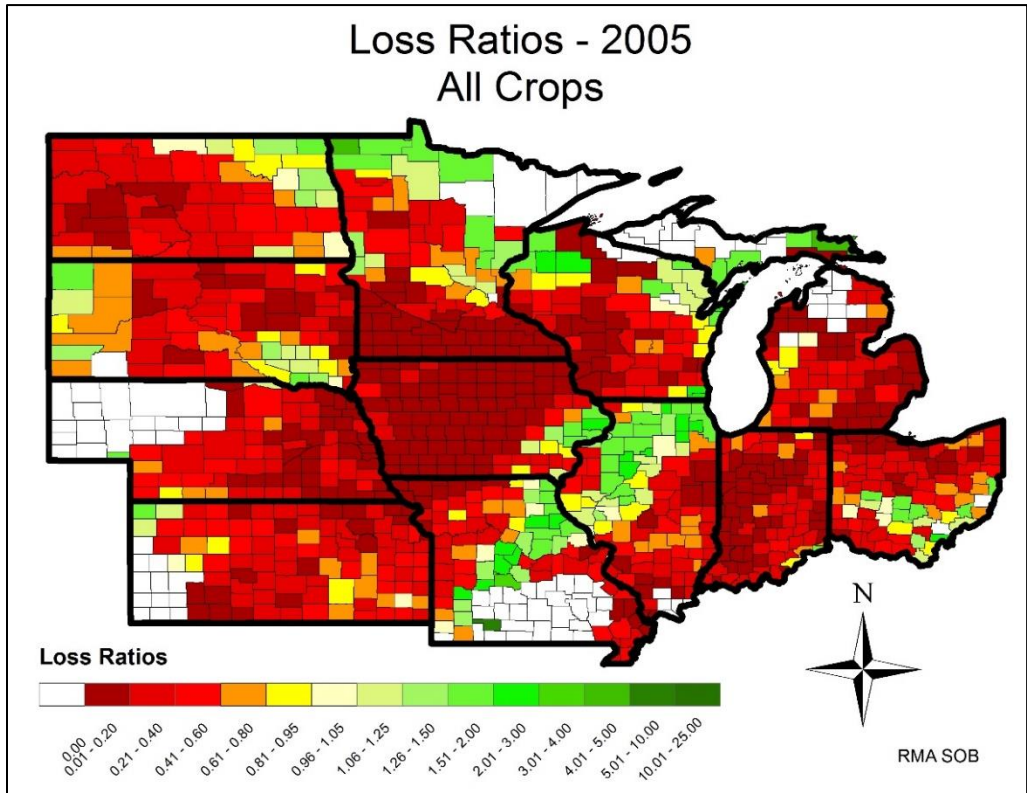 Loss Ratios - 2005
All Crops
N
Loss Ratios
0.00
0.01 - 0.20
0.21 - 0.40
0.41 - 0.60
0.61 - 0.80
0.81 - 0.95
0.96 - 1.05
1.06 - 1.25
1.26 - 1.50
1.51 - 2.00
2.01 - 3.00
3.01 - 4.00
4.01 - 5.00
5.01 - 10.00
10.01 - 25.00
RMA SOB